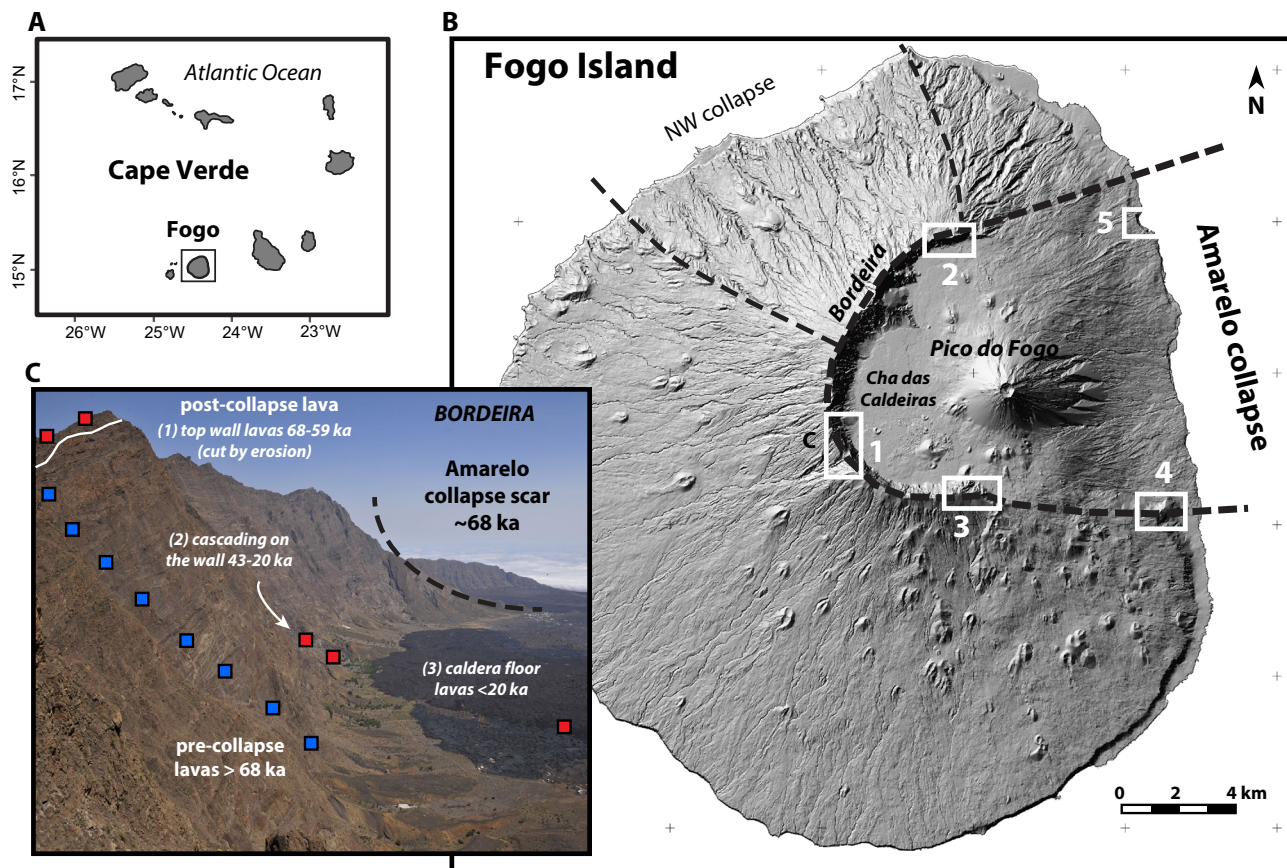 A
Atlantic Ocean
17°N
16°N
15°N
Cape Verde
Fogo
26°W
25°W
24°W
23°W
B
Fogo Island
N
NW collapse
Bordeira
2
5
Amarelo collapse
Pico do Fogo
Cha das
Caldeiras
C
1
3
4
0
2
4 km
C
post-collapse lava
(1) top wall lavas 68-59 ka
(cut by erosion)
BORDEIRA
Amarelo
collapse scar
~68 ka
(2) cascading on
the wall 43-20 ka
(3) caldera floor
lavas <20 ka
pre-collapse
lavas > 68 ka